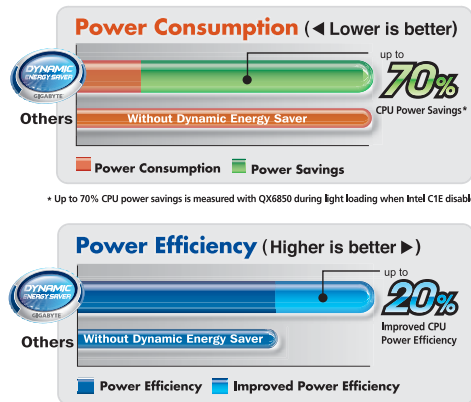 Power Consumption (◀ Lower is better)
DYNAMIC
ENERGY SAVER
GIGABYTE
up to
70%
CPU Power Savings*
Others
Without Dynamic Energy Saver
Power Consumption Power Savings
* Up to 70% CPU power savings is measured with QX6850 during light loading when Intel C1E disabl
Power Efficiency (Higher is better ▶)
DYNAMIC
ENERGY SAVER
GIGABYTE
up to
20%
Improved CPU
Power Efficiency
Others
Without Dynamic Energy Saver
Power Efficiency Improved Power Efficiency